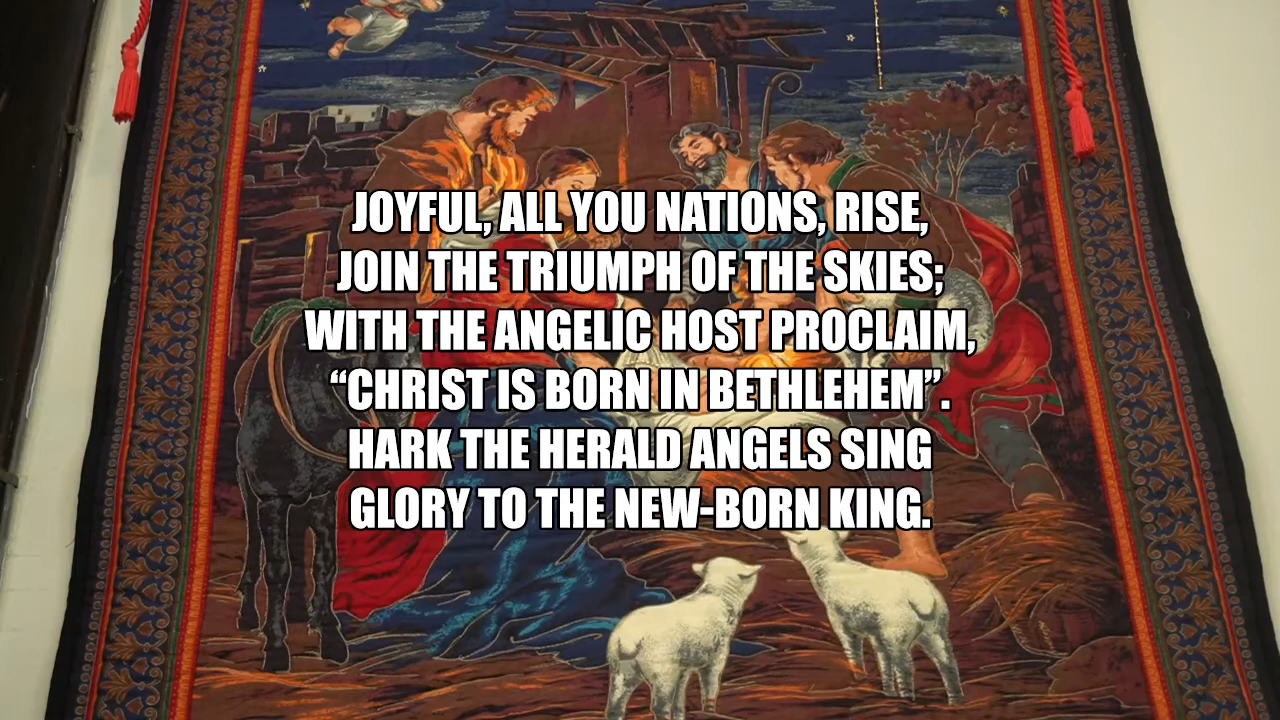 JOYFUL, ALL YOU NATIONS, RISE,
JOIN THE TRIUMPH OF THE SKIES;
WITH THE ANGELIC HOST PROCLAIM,
“CHRIST IS BORN IN BETHLEHEM”.
HARK THE HERALD ANGELS SING
GLORY TO THE NEW-BORN KING.